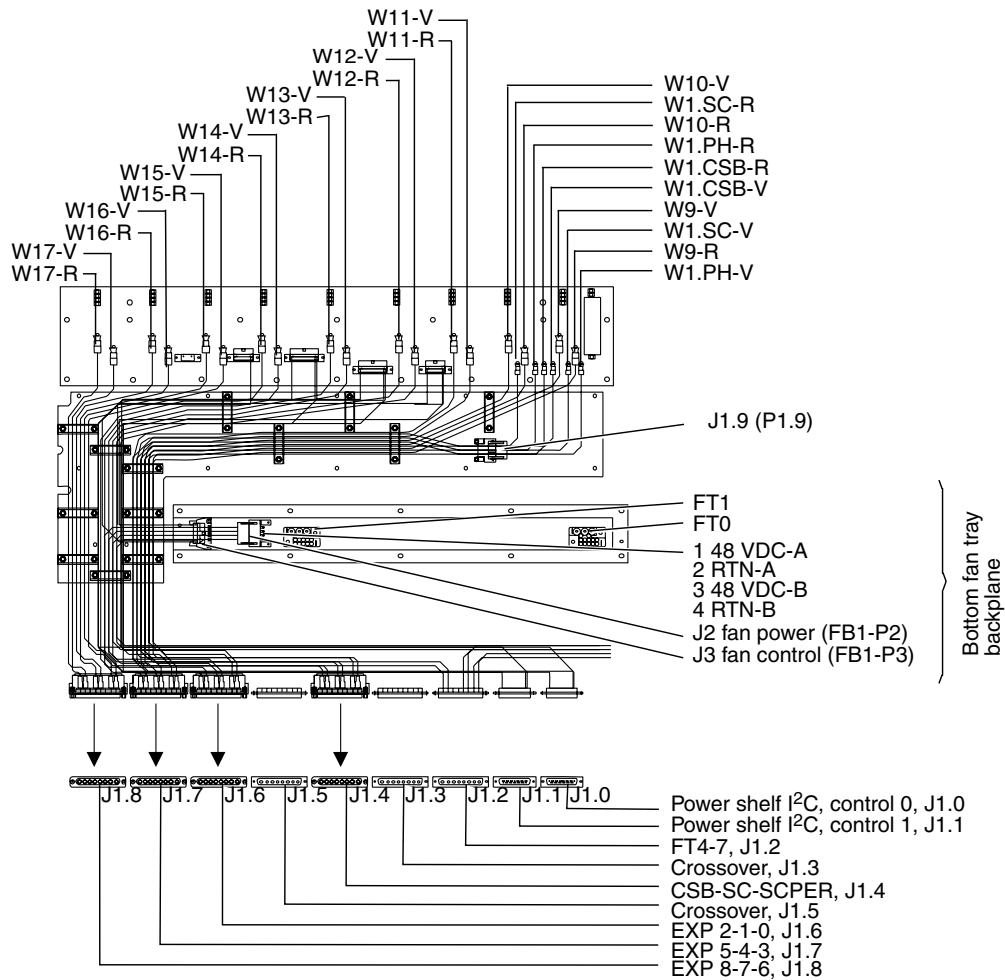 W11-V
W11-R
W12-V
W12-R
W13-V
W13-R
W14-V
W14-R
W15-V
W15-R
W16-V
W16-R
W17-V
W17-R
W10-V
W1.SC-R
W10-R
W1.PH-R
W1.CSB-R
W1.CSB-V
W9-V
W1.SC-V
W9-R
W1.PH-V
J1.9 (P1.9)
FT1
FT0
1 48 VDC-A
2 RTN-A
3 48 VDC-B
4 RTN-B
J2 fan power (FB1-P2)
J3 fan control (FB1-P3)
Bottom fan tray
backplane
J1.8 J1.7 J1.6 J1.5 J1.4 J1.3 J1.2 J1.1 J1.0
Power shelf I²C, control 0, J1.0
Power shelf I²C, control 1, J1.1
FT4-7, J1.2
Crossover, J1.3
CSB-SC-SCPER, J1.4
Crossover, J1.5
EXP 2-1-0, J1.6
EXP 5-4-3, J1.7
EXP 8-7-6, J1.8